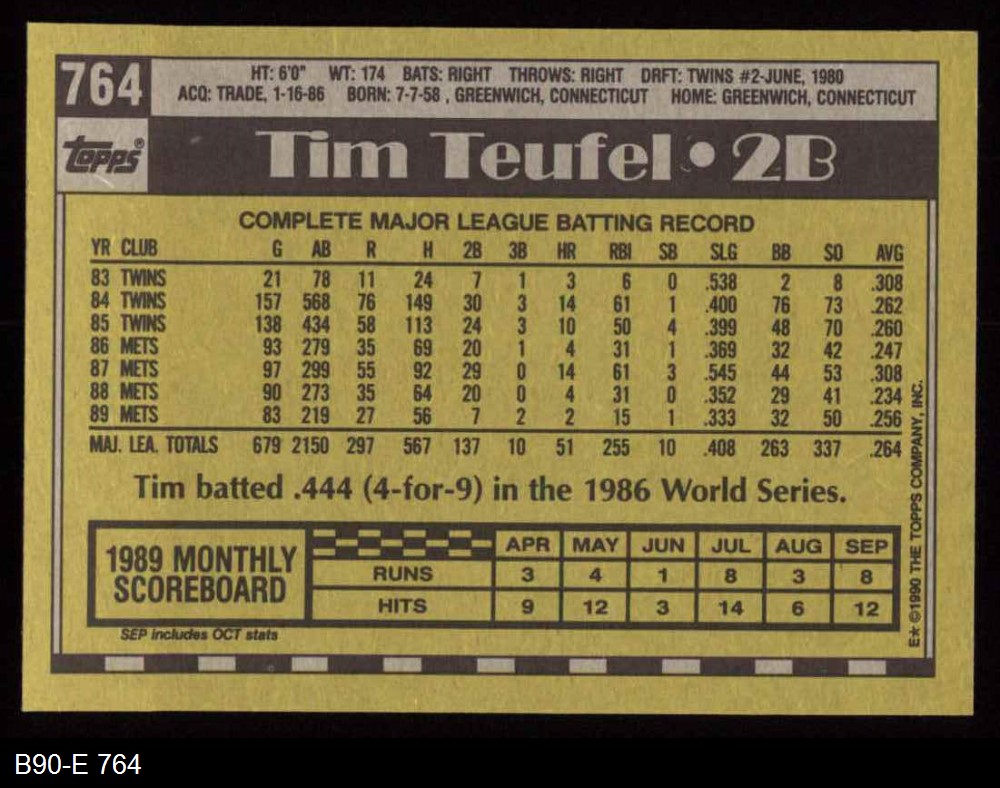 764
HT: 6'0" WT: 174 BATS: RIGHT THROWS: RIGHT DRFT: TWINS #2-JUNE, 1980
ACQ: TRADE, 1-16-86 BORN: 7-7-58 , GREENWICH, CONNECTICUT HOME: GREENWICH, CONNECTICUT
topps®
Tim Teufel • 2B
COMPLETE MAJOR LEAGUE BATTING RECORD
YR CLUB G AB R H 2B 3B HR RBI SB SLG BB SO AVG
83 TWINS 21 78 11 24 7 1 3 6 0 .538 2 8 .308
84 TWINS 157 568 76 149 30 3 14 61 1 .400 76 73 .262
85 TWINS 138 434 58 113 24 3 10 50 4 .399 48 70 .260
86 METS 93 279 35 69 20 1 4 31 1 .369 32 42 .247
87 METS 97 299 55 92 29 0 14 61 3 .545 44 53 .308
88 METS 90 273 35 64 20 0 4 31 0 .352 29 41 .234
89 METS 83 219 27 56 7 2 2 15 1 .333 32 50 .256
MAJ. LEA. TOTALS 679 2150 297 567 137 10 51 255 10 .408 263 337 .264
Tim batted .444 (4-for-9) in the 1986 World Series.
1989 MONTHLY
SCOREBOARD
APR MAY JUN JUL AUG SEP
RUNS 3 4 1 8 3 8
HITS 9 12 3 14 6 12
SEP includes OCT stats
E* ©1990 THE TOPPS COMPANY, INC.
B90-E 764